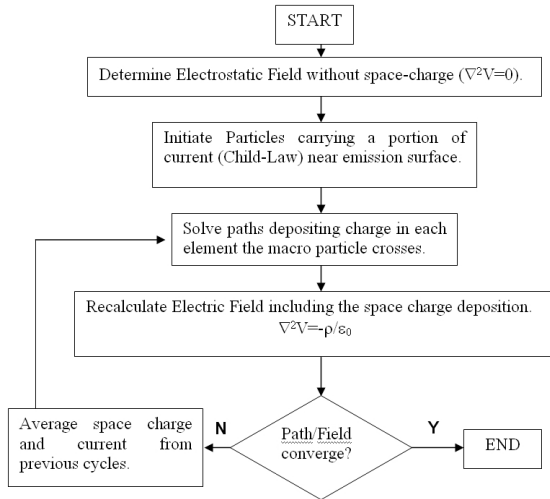 START
Determine Electrostatic Field without space-charge (∇²V=0).
Initiate Particles carrying a portion of
current (Child-Law) near emission surface.
Solve paths depositing charge in each
element the macro particle crosses.
Recalculate Electric Field including the space charge deposition.
∇²V=-ρ/ε₀
Path/Field
converge?
N
Y
Average space charge
and current from
previous cycles.
END